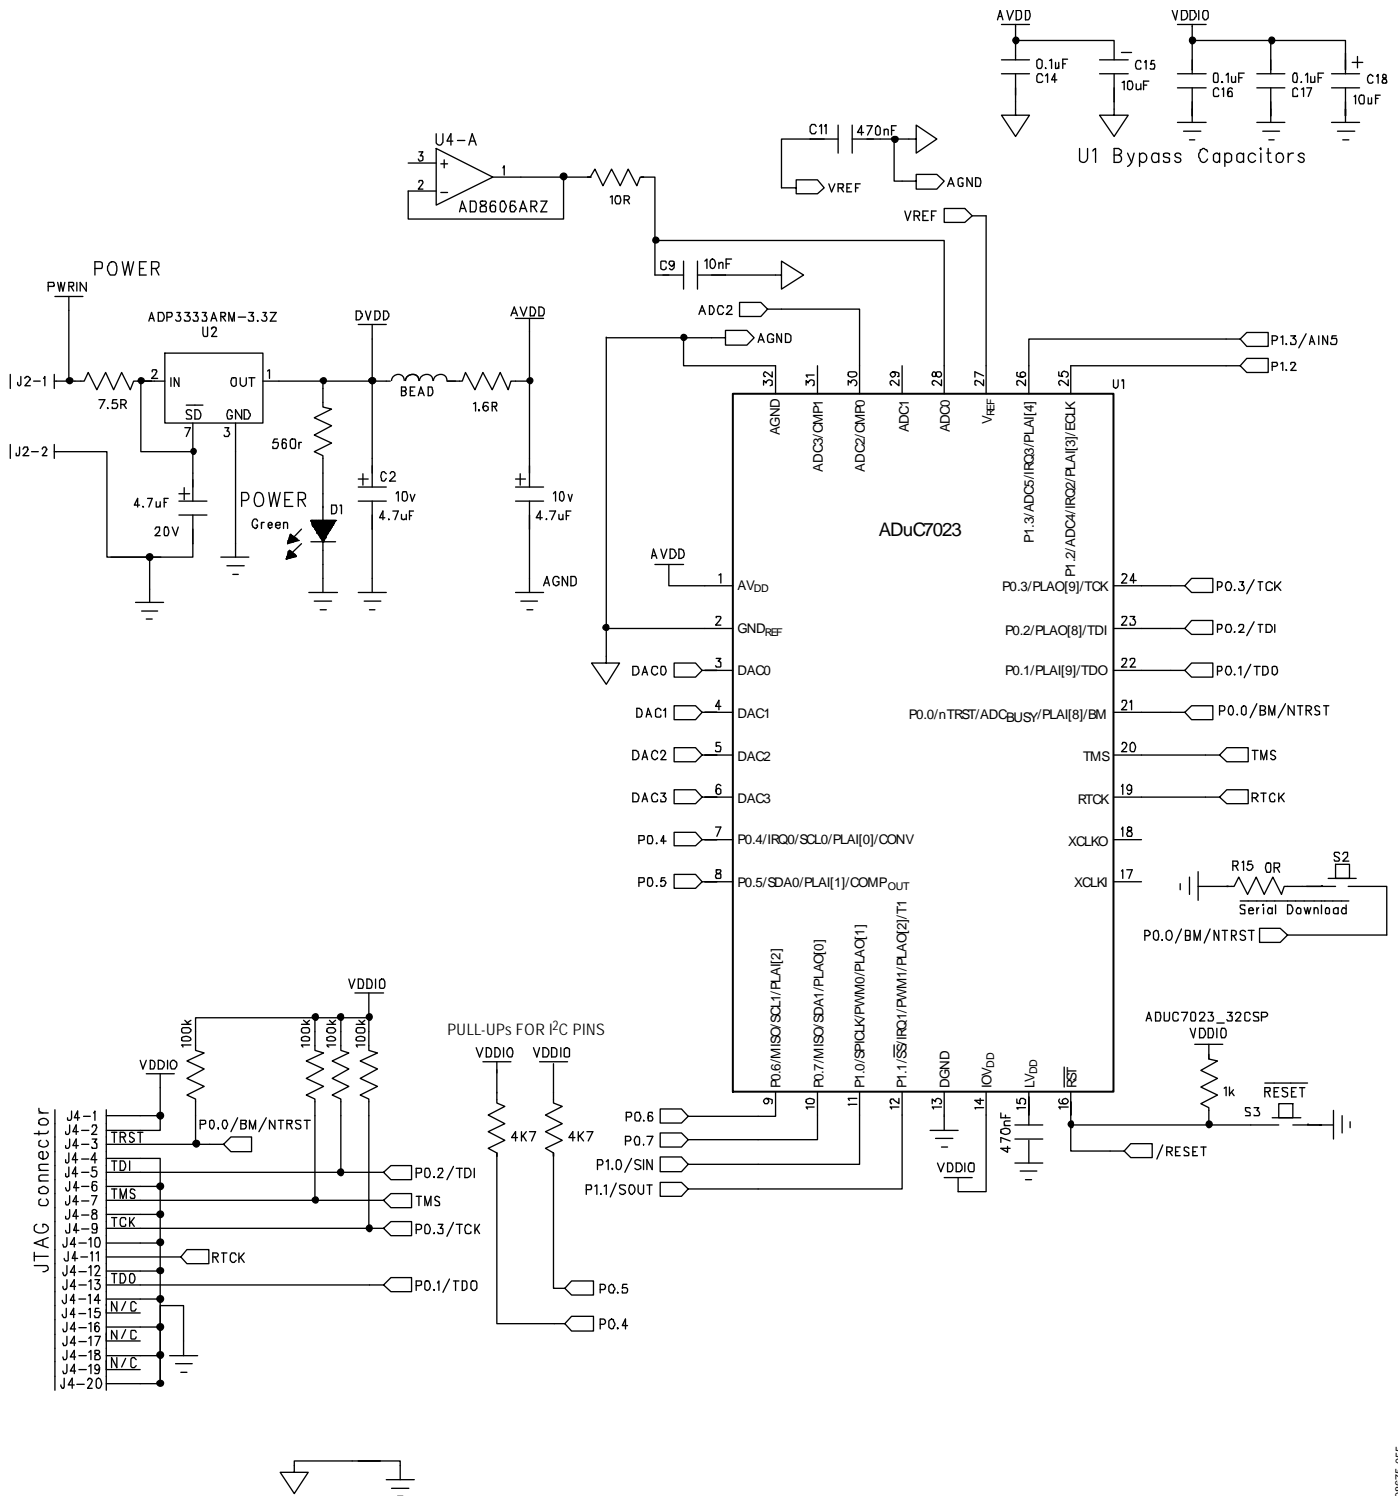 AVDD
VDDIO
0.1uF
C14
C15
10uF
0.1uF
C16
0.1uF
C17
C18
10uF
U1 Bypass Capacitors
C11
470nF
VREF
AGND
VREF
U4-A
3
2
1
AD8606ARZ
10R
C9
10nF
ADC2
AGND
P1.3/AIN5
P1.2
POWER
PWRIN
ADP3333ARM-3.3Z
U2
DVDD
AVDD
J2-1
7.5R
2
IN
OUT
1
SD
GND
7
3
BEAD
1.6R
J2-2
4.7uF
20V
560r
POWER
Green
D1
C2
10v
4.7uF
10v
4.7uF
AGND
32
31
30
29
28
27
26
25
U1
AGND
ADC3/CMP1
ADC2/CMP0
ADC1
ADC0
VREF
P1.3/ADC5/IRQ3/PLAI[4]
P1.2/ADC4/IRQ2/PLAI[3]/ECLK
ADuC7023
AVDD
1
AVDD
2
GNDREF
DAC0
3
DAC0
DAC1
4
DAC1
DAC2
5
DAC2
DAC3
6
DAC3
P0.4
7
P0.4/IRQ0/SCL0/PLAI[0]/CONV
P0.5
8
P0.5/SDA0/PLAI[1]/COMPOUT
P0.3/PLAO[9]/TCK
24
P0.3/TCK
P0.2/PLAO[8]/TDI
23
P0.2/TDI
P0.1/PLAI[9]/TDO
22
P0.1/TDO
P0.0/nTRST/ADCBUSY/PLAI[8]/BM
21
P0.0/BM/NTRST
TMS
20
TMS
RTCK
19
RTCK
XCLKO
18
XCLKI
17
R15
0R
S2
Serial Download
P0.0/BM/NTRST
P0.6/MISO/SCL1/PLAI[2]
P0.7/MISO/SDA1/PLAO[0]
P1.0/SPICLK/PWM0/PLAO[1]
P1.1/SS/IRQ1/PWM1/PLAO[2]/T1
DGND
IOVDD
LVDD
RST
9
10
11
12
13
14
15
16
P0.6
P0.7
P1.0/SIN
P1.1/SOUT
VDDIO
470nF
ADUC7023_32CSP
VDDIO
1k
S3
RESET
/RESET
VDDIO
100k
100k
100k
100k
VDDIO
PULL-UPs FOR I²C PINS
VDDIO
VDDIO
4K7
4K7
P0.5
P0.4
JTAG connector
J4-1
J4-2
J4-3
TRST
P0.0/BM/NTRST
J4-4
J4-5
TDI
P0.2/TDI
J4-6
J4-7
TMS
TMS
J4-8
J4-9
TCK
P0.3/TCK
J4-10
J4-11
RTCK
J4-12
J4-13
TDO
P0.1/TDO
J4-14
J4-15
N/C
J4-16
J4-17
N/C
J4-18
J4-19
N/C
J4-20